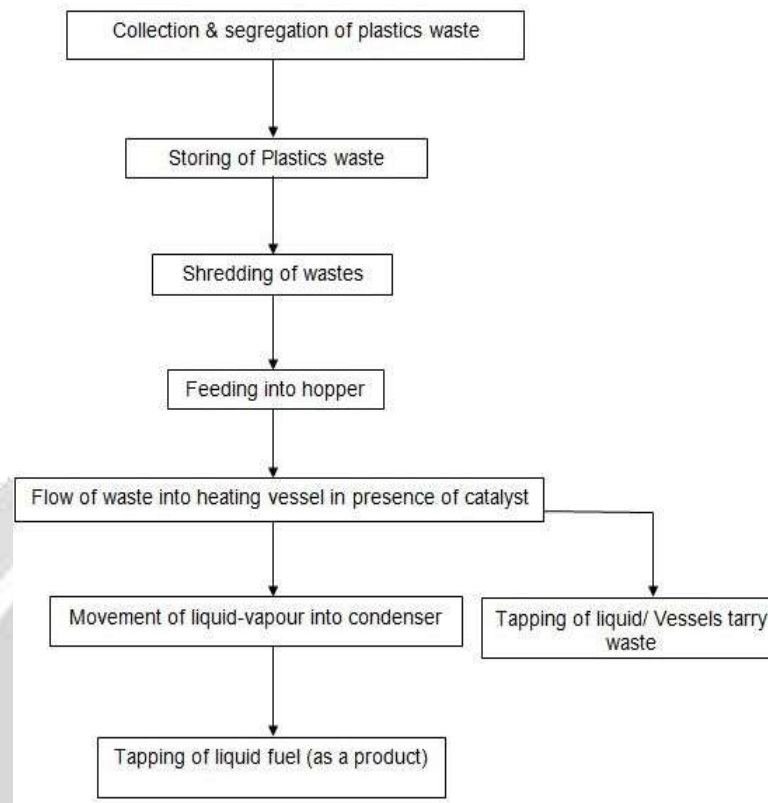 Collection & segregation of plastics waste
Storing of Plastics waste
Shredding of wastes
Feeding into hopper
Flow of waste into heating vessel in presence of catalyst
Movement of liquid-vapour into condenser
Tapping of liquid/ Vessels tarry
waste
Tapping of liquid fuel (as a product)